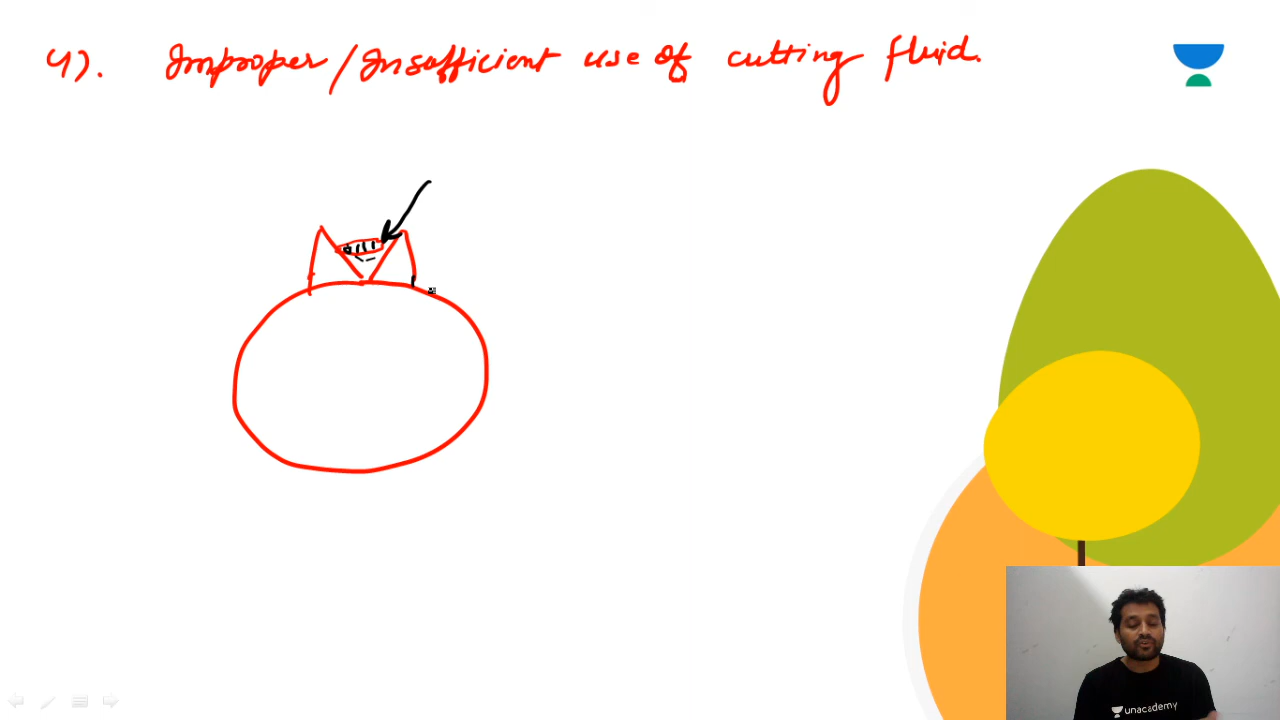 4). Improper/Insufficient use of cutting fluid.
unacademy